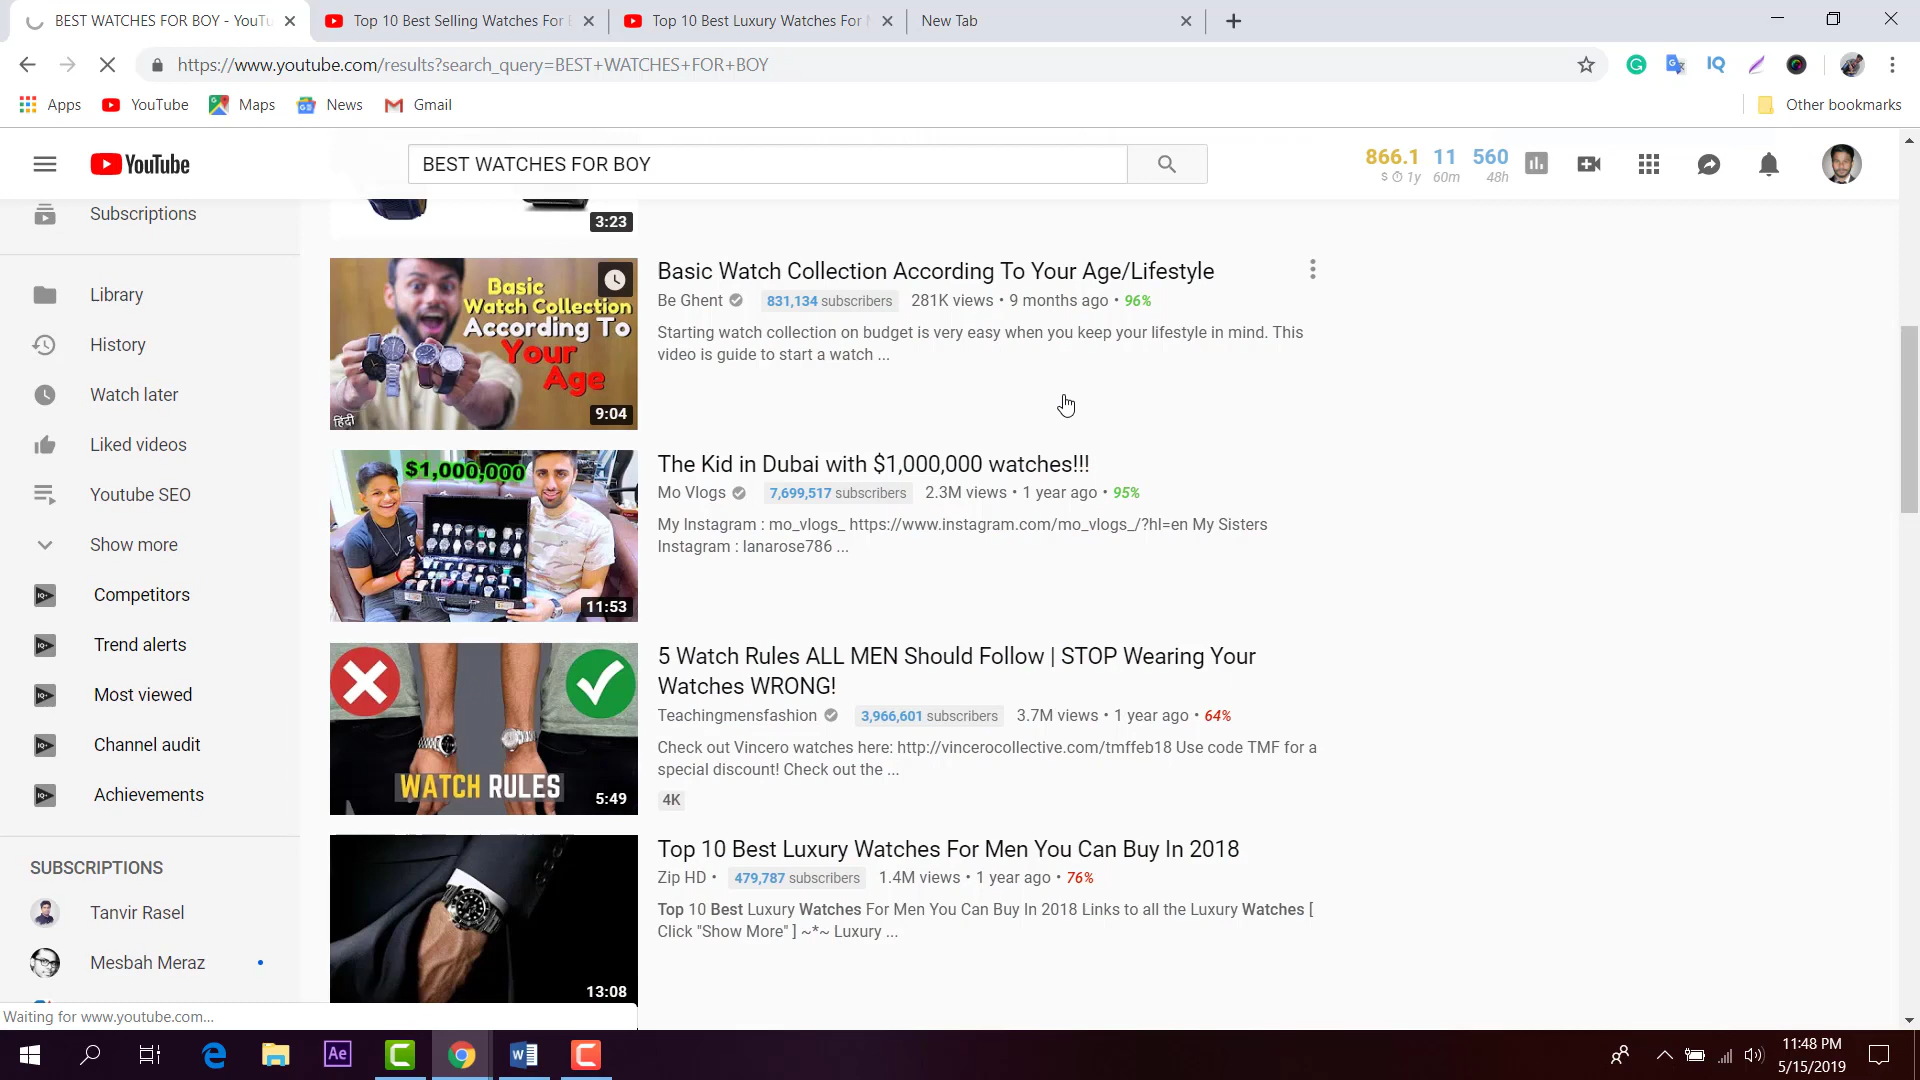 BEST WATCHES FOR BOY - YouTu
Top 10 Best Selling Watches For
Top 10 Best Luxury Watches For
New Tab
https://www.youtube.com/results?search_query=BEST+WATCHES+FOR+BOY
Apps
YouTube
Maps
News
Gmail
Other bookmarks
YouTube
BEST WATCHES FOR BOY
866.1 11 560
$ 1y 60m 48h
Subscriptions
Library
History
Watch later
Liked videos
Youtube SEO
Show more
Competitors
Trend alerts
Most viewed
Channel audit
Achievements
SUBSCRIPTIONS
Tanvir Rasel
Mesbah Meraz
3:23
Basic
Watch Collection
According To
Your
Age
हिंदी
9:04
Basic Watch Collection According To Your Age/Lifestyle
Be Ghent 831,134 subscribers 281K views • 9 months ago • 96%
Starting watch collection on budget is very easy when you keep your lifestyle in mind. This
video is guide to start a watch ...
$1,000,000
11:53
The Kid in Dubai with $1,000,000 watches!!!
Mo Vlogs 7,699,517 subscribers 2.3M views • 1 year ago • 95%
My Instagram : mo_vlogs_ https://www.instagram.com/mo_vlogs_/?hl=en My Sisters
Instagram : lanarose786 ...
WATCH RULES
5:49
5 Watch Rules ALL MEN Should Follow | STOP Wearing Your
Watches WRONG!
Teachingmensfashion 3,966,601 subscribers 3.7M views • 1 year ago • 64%
Check out Vincero watches here: http://vincerocollective.com/tmffeb18 Use code TMF for a
special discount! Check out the ...
4K
13:08
Top 10 Best Luxury Watches For Men You Can Buy In 2018
Zip HD • 479,787 subscribers 1.4M views • 1 year ago • 76%
Top 10 Best Luxury Watches For Men You Can Buy In 2018 Links to all the Luxury Watches [
Click "Show More" ] ~*~ Luxury ...
Waiting for www.youtube.com...
Ae
11:48 PM
5/15/2019